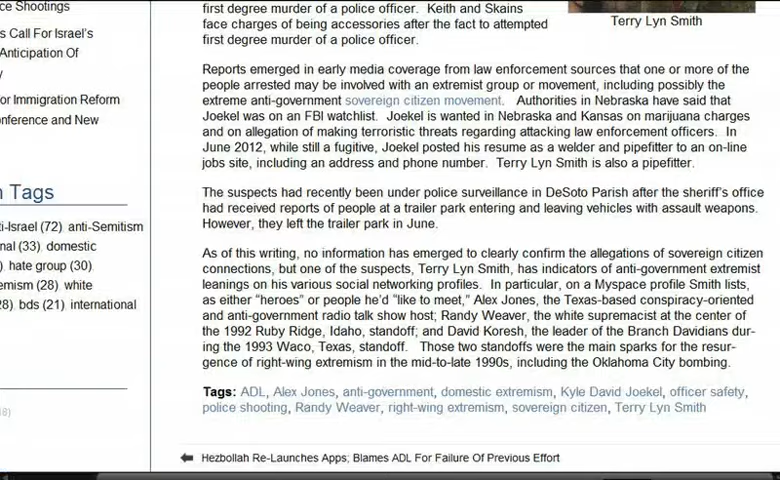 ce Shootings
s Call For Israel's
Anticipation Of
y
or Immigration Reform
onference and New
n Tags
ti-Israel (72) anti-Semitism
nal (33) domestic
) hate group (30)
emism (28) white
28) bds (21) international
48)
first degree murder of a police officer. Keith and Skains
face charges of being accessories after the fact to attempted
first degree murder of a police officer.
Terry Lyn Smith
Reports emerged in early media coverage from law enforcement sources that one or more of the
people arrested may be involved with an extremist group or movement, including possibly the
extreme anti-government sovereign citizen movement. Authorities in Nebraska have said that
Joekel was on an FBI watchlist. Joekel is wanted in Nebraska and Kansas on marijuana charges
and on allegation of making terroristic threats regarding attacking law enforcement officers. In
June 2012, while still a fugitive, Joekel posted his resume as a welder and pipefitter to an on-line
jobs site, including an address and phone number. Terry Lyn Smith is also a pipefitter.
The suspects had recently been under police surveillance in DeSoto Parish after the sheriff's office
had received reports of people at a trailer park entering and leaving vehicles with assault weapons.
However, they left the trailer park in June.
As of this writing, no information has emerged to clearly confirm the allegations of sovereign citizen
connections, but one of the suspects, Terry Lyn Smith, has indicators of anti-government extremist
leanings on his various social networking profiles. In particular, on a Myspace profile Smith lists,
as either "heroes" or people he'd "like to meet," Alex Jones, the Texas-based conspiracy-oriented
and anti-government radio talk show host; Randy Weaver, the white supremacist at the center of
the 1992 Ruby Ridge, Idaho, standoff; and David Koresh, the leader of the Branch Davidians dur-
ing the 1993 Waco, Texas, standoff. Those two standoffs were the main sparks for the resur-
gence of right-wing extremism in the mid-to-late 1990s, including the Oklahoma City bombing.
Tags: ADL, Alex Jones, anti-government, domestic extremism, Kyle David Joekel, officer safety,
police shooting, Randy Weaver, right-wing extremism, sovereign citizen, Terry Lyn Smith
Hezbollah Re-Launches Apps; Blames ADL For Failure Of Previous Effort